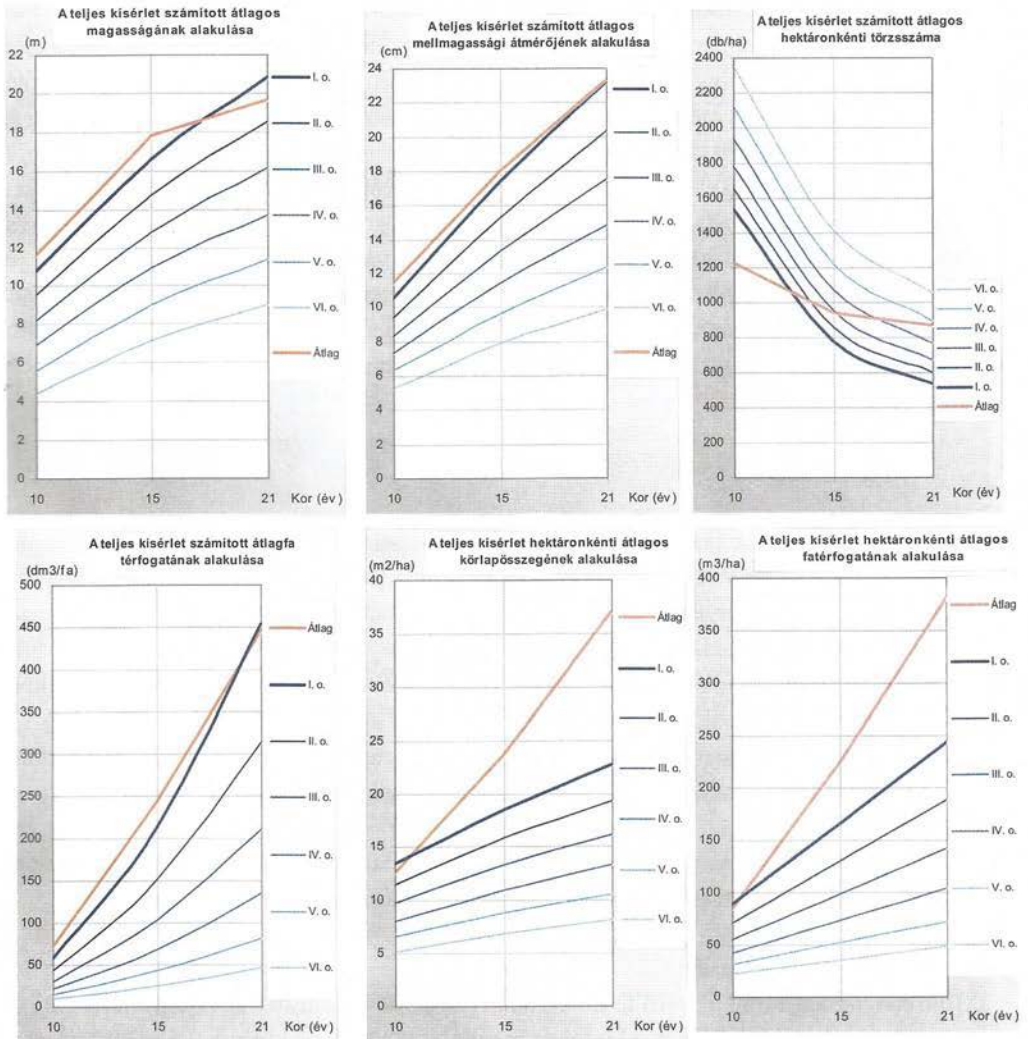 A teljes kisérlet számított átlagos
magasságának alakulása
(m)
22
20
18
16
14
12
10
8
6
4
2
0
10
15
21
Kor (év)
I. o.
II. o.
III. o.
IV. o.
V. o.
VI. o.
Átlag
A teljes kisérlet számított átlagos
mellmagassági átmérőjének alakulása
(cm)
24
22
20
18
16
14
12
10
8
6
4
2
0
10
15
21
Kor (év)
I. o.
II. o.
III. o.
IV. o.
V. o.
VI. o.
Átlag
A teljes kisérlet számított átlagos
hektáronkénti törzsszáma
(db/ha)
2400
2200
2000
1800
1600
1400
1200
1000
800
600
400
200
0
10
15
21
Kor (év)
VI. o.
V. o.
IV. o.
III. o.
II. o.
I. o.
Átlag
A teljes kisérlet számított átlagfa
térfogatának alakulása
(dm3/fa)
500
450
400
350
300
250
200
150
100
50
0
10
15
21
Kor (év)
Átlag
I. o.
II. o.
III. o.
IV. o.
V. o.
VI. o.
A teljes kisérlet hektáronkénti átlagos
körlapösszegének alakulása
(m2/ha)
40
35
30
25
20
15
10
5
0
10
15
21
Kor (év)
Átlag
I. o.
II. o.
III. o.
IV. o.
V. o.
VI. o.
A teljes kisérlet hektáronkénti átlagos
fatérfogatának alakulása
(m3/ha)
400
350
300
250
200
150
100
50
0
10
15
21
Kor (év)
Átlag
I. o.
II. o.
III. o.
IV. o.
V. o.
VI. o.